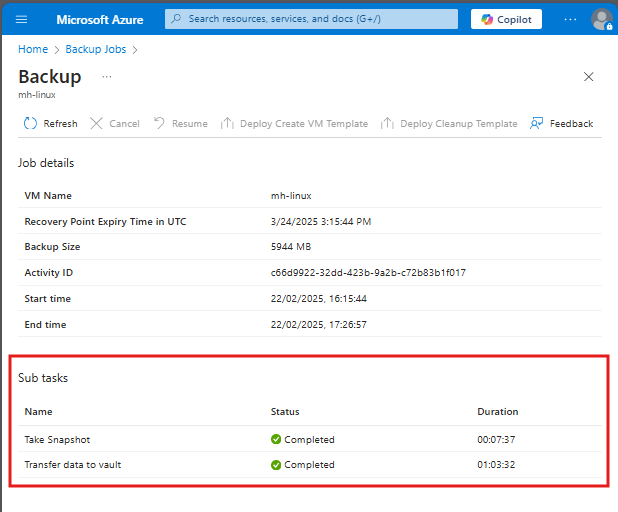 Microsoft Azure
Search resources, services, and docs (G+/)
Copilot
...
Home > Backup Jobs >
Backup ...
mh-linux
Refresh Cancel Resume Deploy Create VM Template Deploy Cleanup Template Feedback
Job details
VM Name mh-linux
Recovery Point Expiry Time in UTC 3/24/2025 3:15:44 PM
Backup Size 5944 MB
Activity ID c66d9922-32dd-423b-9a2b-c72b83b1f017
Start time 22/02/2025, 16:15:44
End time 22/02/2025, 17:26:57
Sub tasks
Name Status Duration
Take Snapshot Completed 00:07:37
Transfer data to vault Completed 01:03:32